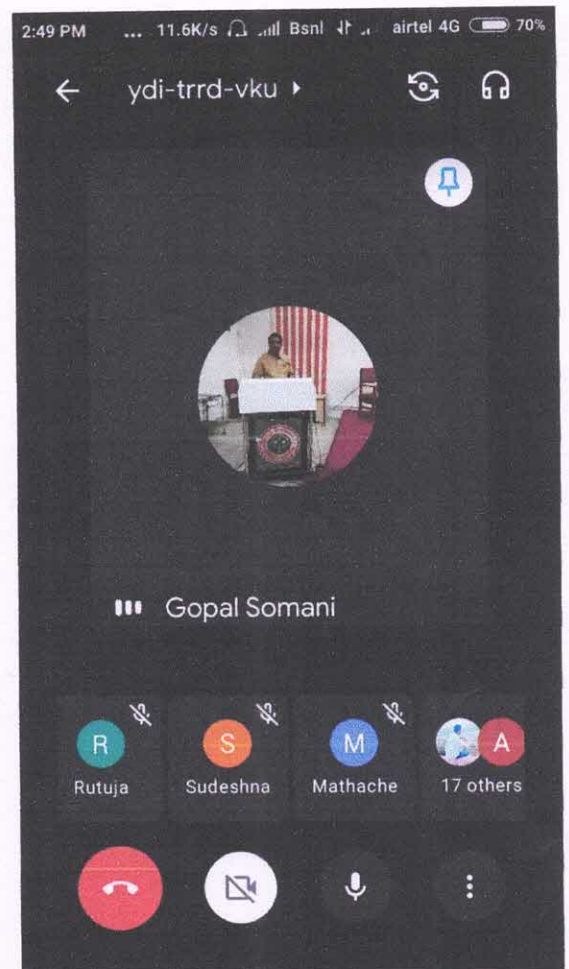 2:49 PM ... 11.6K/s Bsnl airtel 4G 70%
ydi-trrd-vku
Gopal Somani
R S M A
Rutuja Sudeshna Mathache 17 others